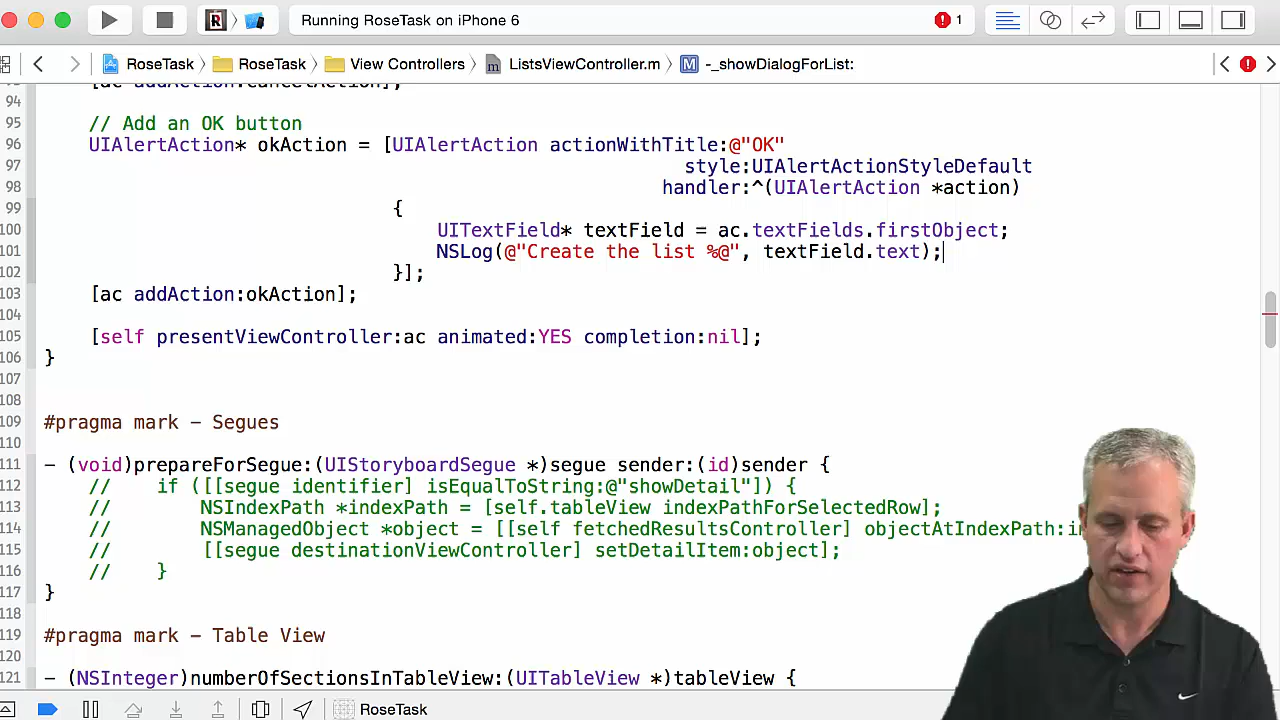 Running RoseTask on iPhone 6
1
RoseTask
RoseTask
View Controllers
ListsViewController.m
M
-_showDialogForList:
94
95 // Add an OK button
96 UIAlertAction* okAction = [UIAlertAction actionWithTitle:@"OK"
97 style:UIAlertActionStyleDefault
98 handler:^(UIAlertAction *action)
99 {
100 UITextField* textField = ac.textFields.firstObject;
101 NSLog(@"Create the list %@", textField.text);
102 }];
103 [ac addAction:okAction];
104
105 [self presentViewController:ac animated:YES completion:nil];
106 }
107
108
109 #pragma mark - Segues
110
111 - (void)prepareForSegue:(UIStoryboardSegue *)segue sender:(id)sender {
112 // if ([[segue identifier] isEqualToString:@"showDetail"]) {
113 // NSIndexPath *indexPath = [self.tableView indexPathForSelectedRow];
114 // NSManagedObject *object = [[self fetchedResultsController] objectAtIndexPath:
115 // [[segue destinationViewController] setDetailItem:object];
116 // }
117 }
118
119 #pragma mark - Table View
120
121 - (NSInteger)numberOfSectionsInTableView:(UITableView *)tableView {
RoseTask